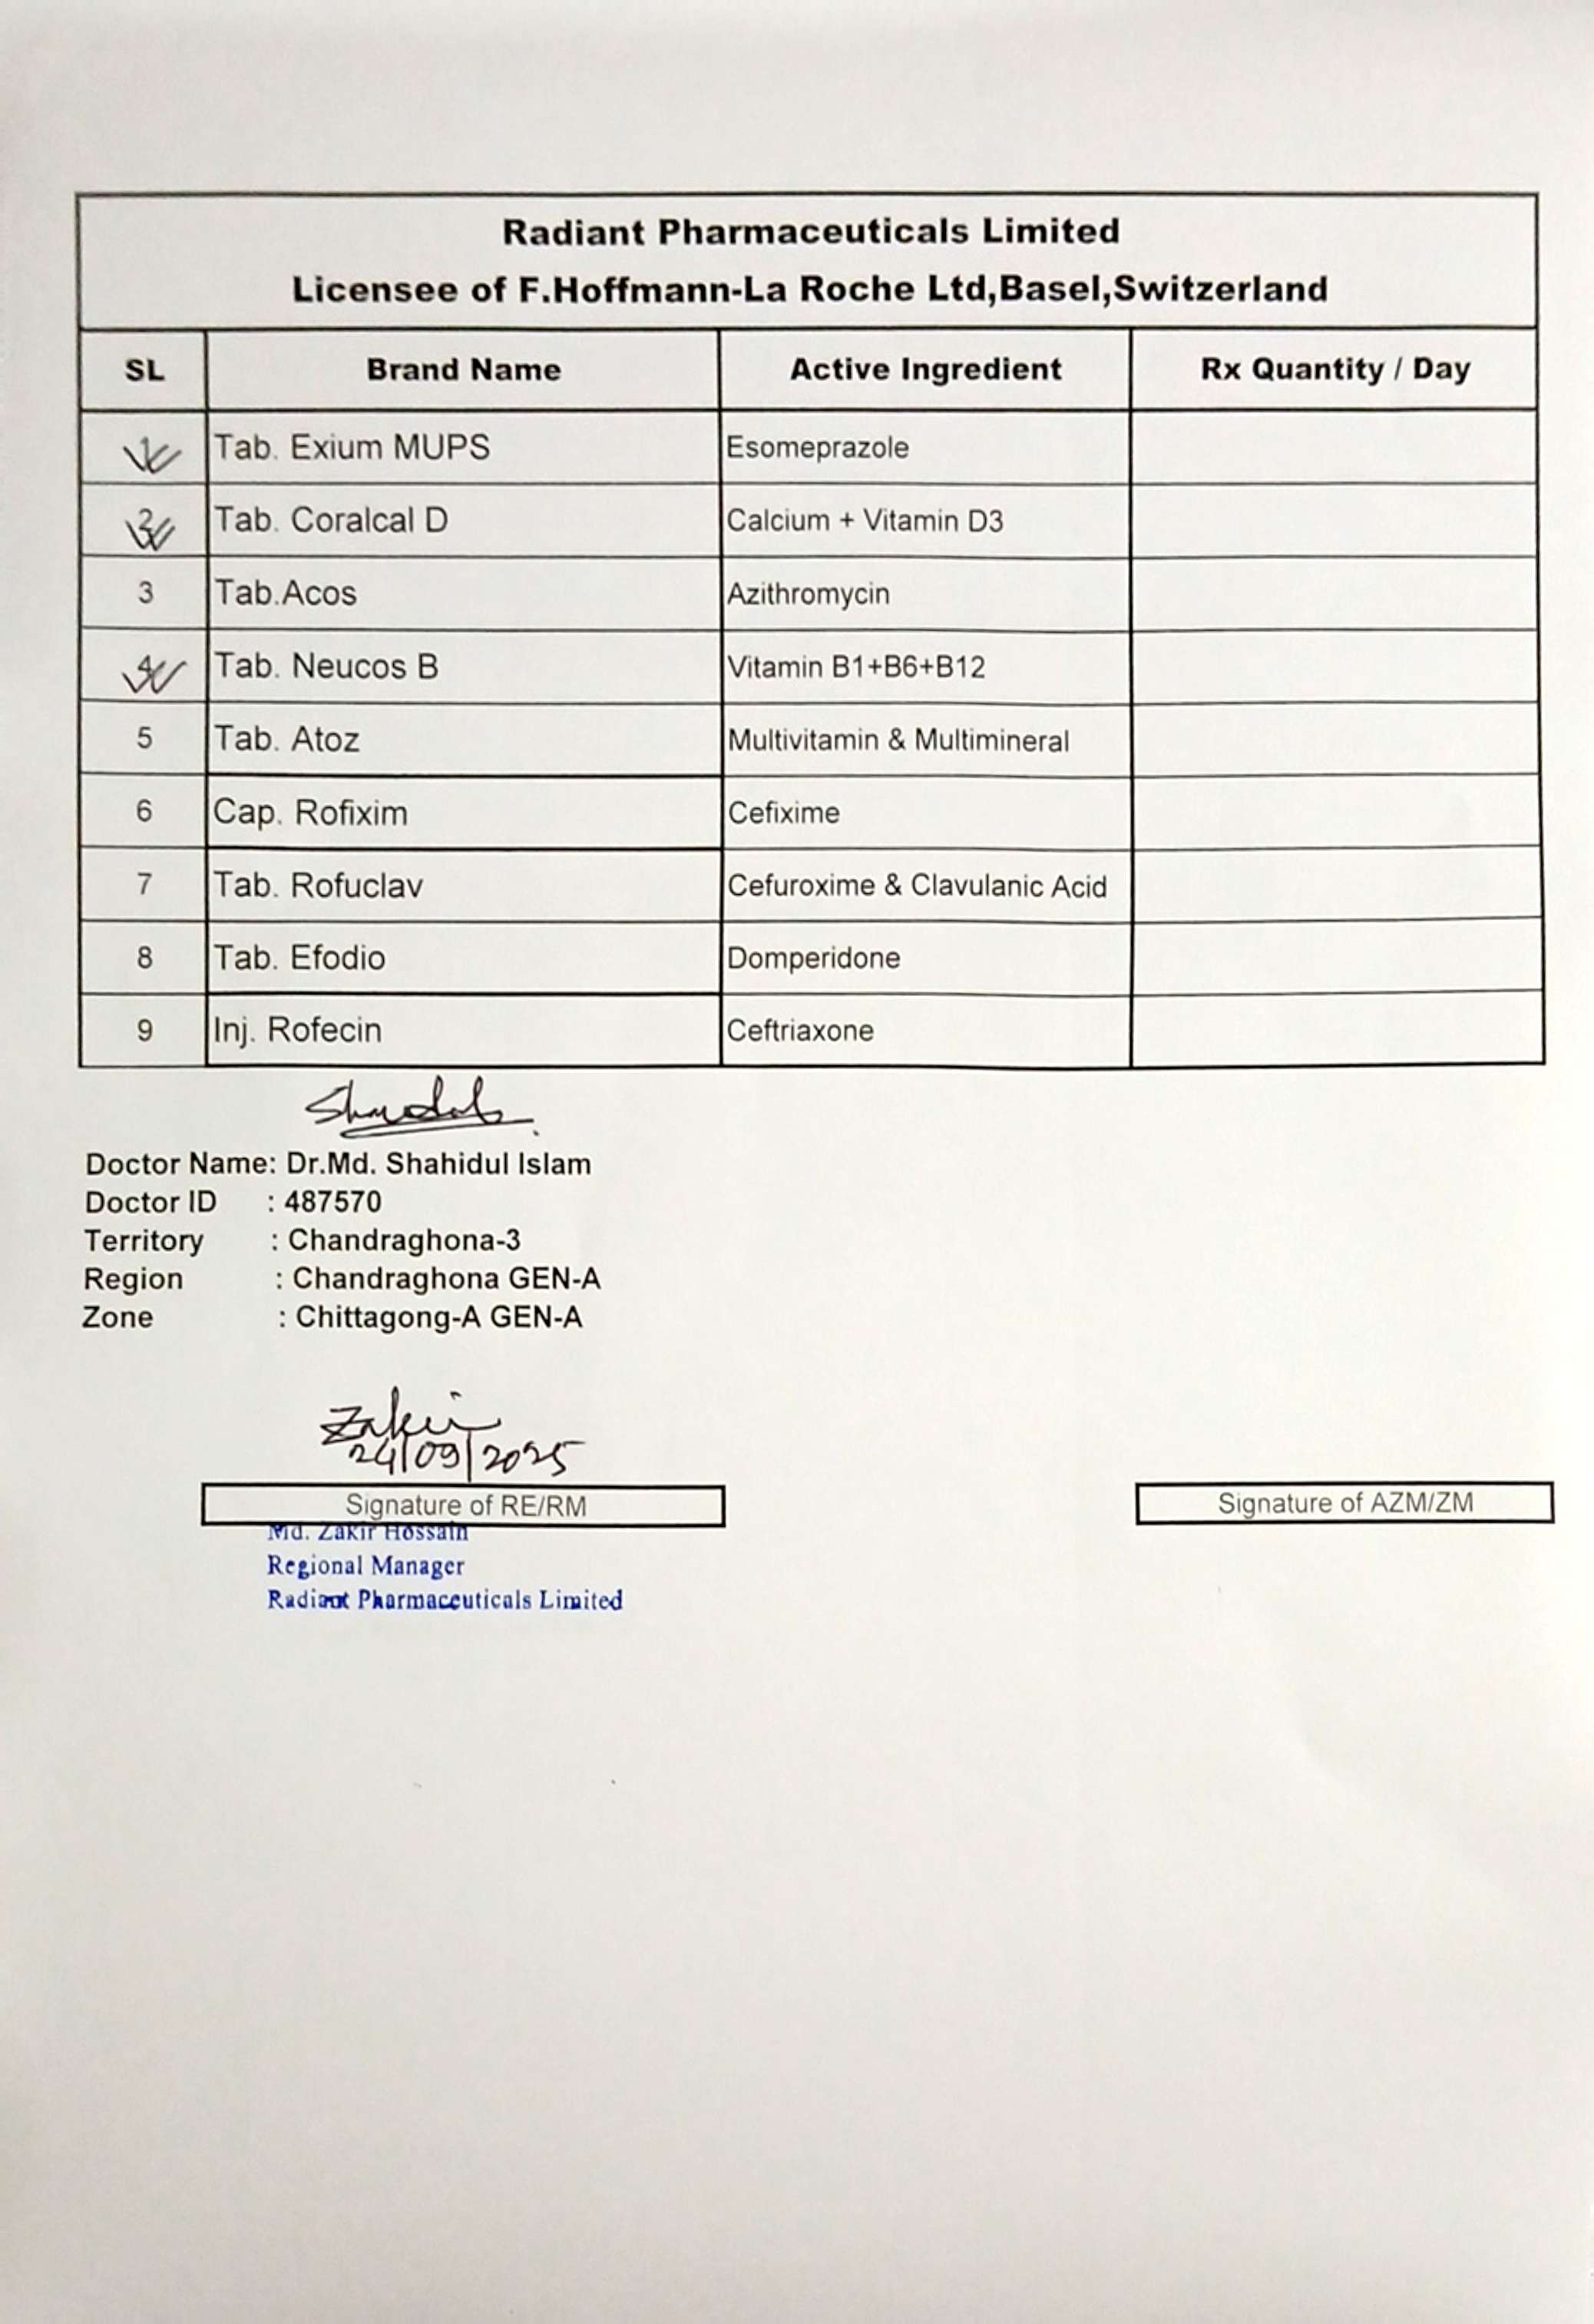 Radiant Pharmaceuticals Limited
Licensee of F.Hoffmann-La Roche Ltd,Basel,Switzerland
SL Brand Name Active Ingredient Rx Quantity / Day
1 Tab. Exium MUPS Esomeprazole
2 Tab. Coralcal D Calcium + Vitamin D3
3 Tab.Acos Azithromycin
4 Tab. Neucos B Vitamin B1+B6+B12
5 Tab. Atoz Multivitamin & Multimineral
6 Cap. Rofixim Cefixime
7 Tab. Rofuclav Cefuroxime & Clavulanic Acid
8 Tab. Efodio Domperidone
9 Inj. Rofecin Ceftriaxone
Doctor Name: Dr.Md. Shahidul Islam
Doctor ID : 487570
Territory : Chandraghona-3
Region : Chandraghona GEN-A
Zone : Chittagong-A GEN-A
Zakir
24/09/2025
Signature of RE/RM Signature of AZM/ZM
Md. Zakir Hossain
Regional Manager
Radiant Pharmaceuticals Limited